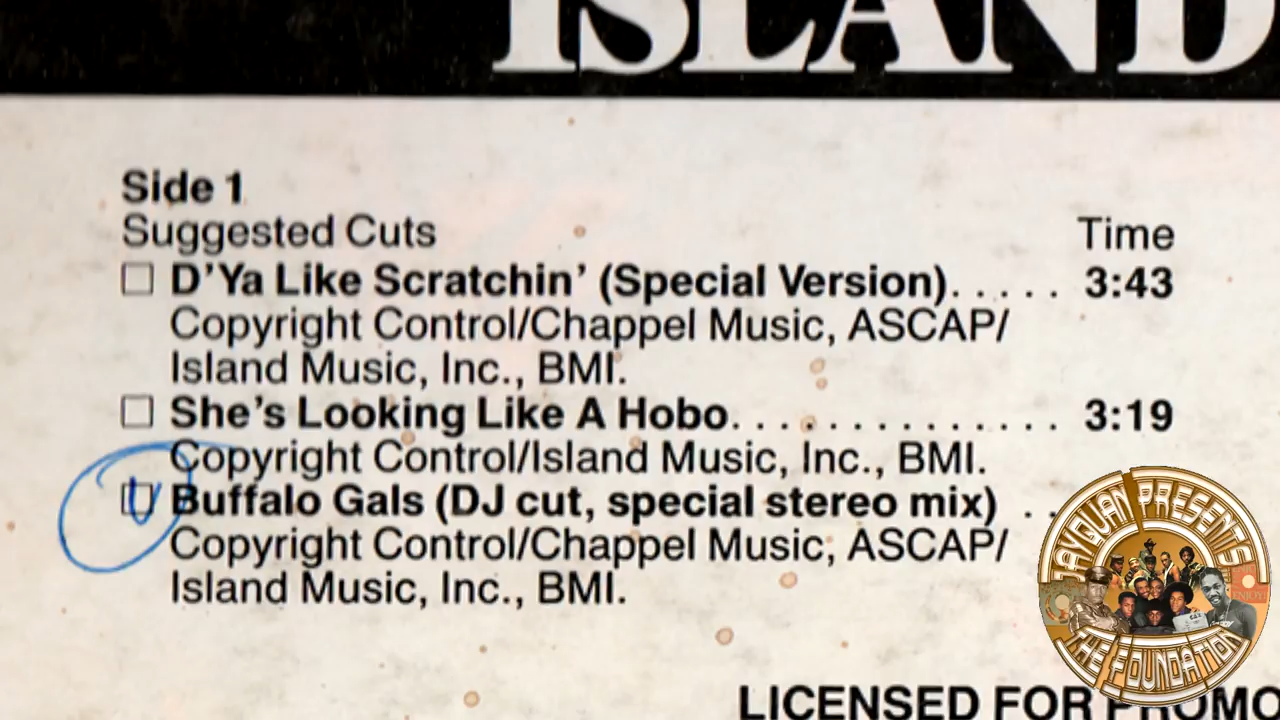 ISLAND
Side 1
Suggested Cuts Time
☐ D’Ya Like Scratchin’ (Special Version). . . . . 3:43
Copyright Control/Chappel Music, ASCAP/
Island Music, Inc., BMI.
☐ She’s Looking Like A Hobo. . . . . . . . . . . . . . 3:19
Copyright Control/Island Music, Inc., BMI.
☐ Buffalo Gals (DJ cut, special stereo mix) . .
Copyright Control/Chappel Music, ASCAP/
Island Music, Inc., BMI.
JAYQUAN PRESENTS
ENJOY!
THE FOUNDATION
LICENSED FOR PROMO